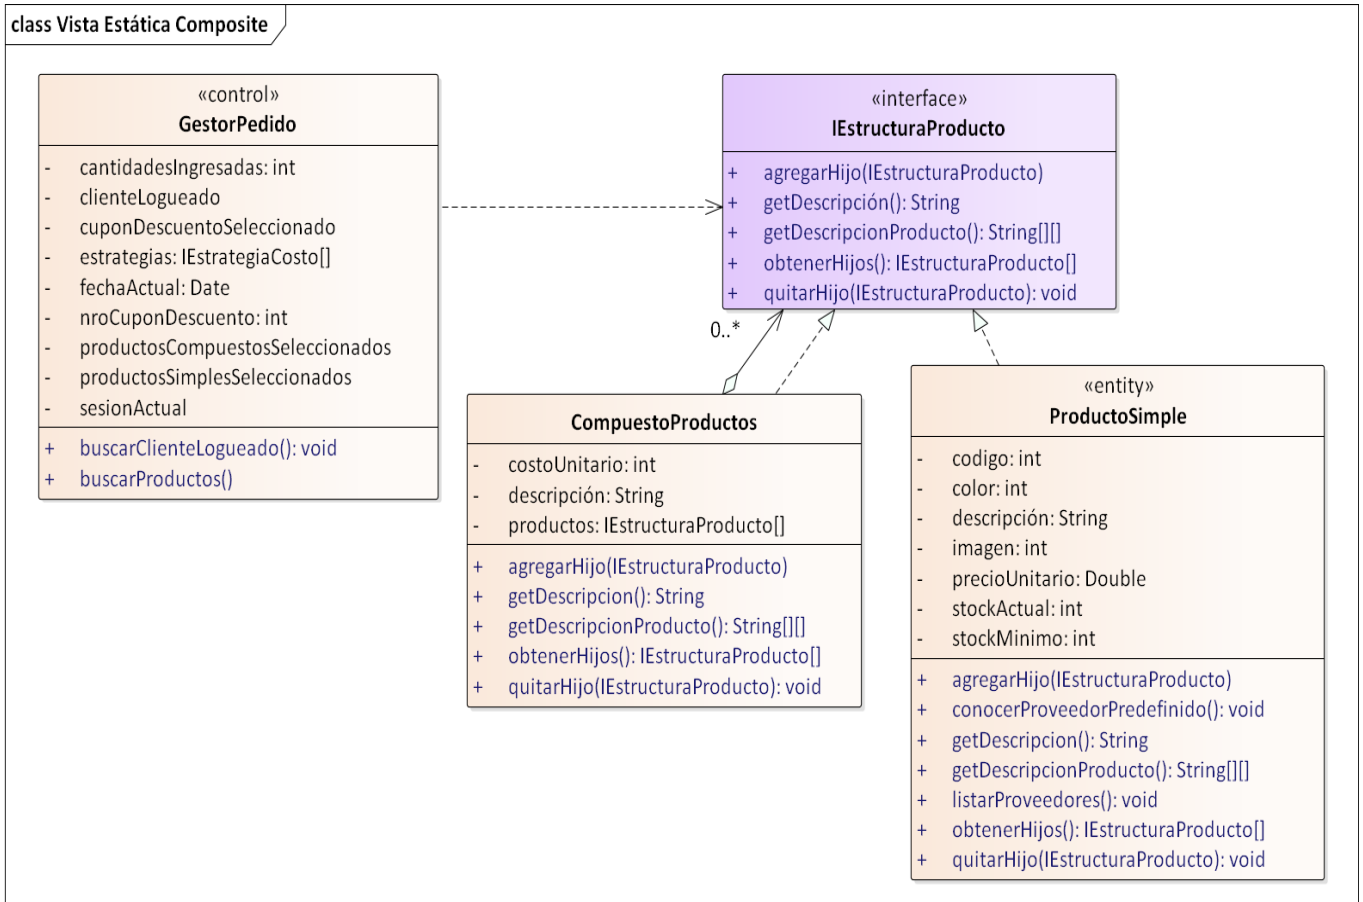 class Vista Estática Composite
«control»
GestorPedido
- cantidadesIngresadas: int
- clienteLogueado
- cuponDescuentoSeleccionado
- estrategias: IEstrategiaCosto[]
- fechaActual: Date
- nroCuponDescuento: int
- productosCompuestosSeleccionados
- productosSimplesSeleccionados
- sesionActual
+ buscarClienteLogueado(): void
+ buscarProductos()
«interface»
IEstructuraProducto
+ agregarHijo(IEstructuraProducto)
+ getDescripción(): String
+ getDescripcionProducto(): String[][]
+ obtenerHijos(): IEstructuraProducto[]
+ quitarHijo(IEstructuraProducto): void
0..*
CompuestoProductos
- costoUnitario: int
- descripción: String
- productos: IEstructuraProducto[]
+ agregarHijo(IEstructuraProducto)
+ getDescripcion(): String
+ getDescripcionProducto(): String[][]
+ obtenerHijos(): IEstructuraProducto[]
+ quitarHijo(IEstructuraProducto): void
«entity»
ProductoSimple
- codigo: int
- color: int
- descripción: String
- imagen: int
- precioUnitario: Double
- stockActual: int
- stockMinimo: int
+ agregarHijo(IEstructuraProducto)
+ conocerProveedorPredefinido(): void
+ getDescripcion(): String
+ getDescripcionProducto(): String[][]
+ listarProveedores(): void
+ obtenerHijos(): IEstructuraProducto[]
+ quitarHijo(IEstructuraProducto): void